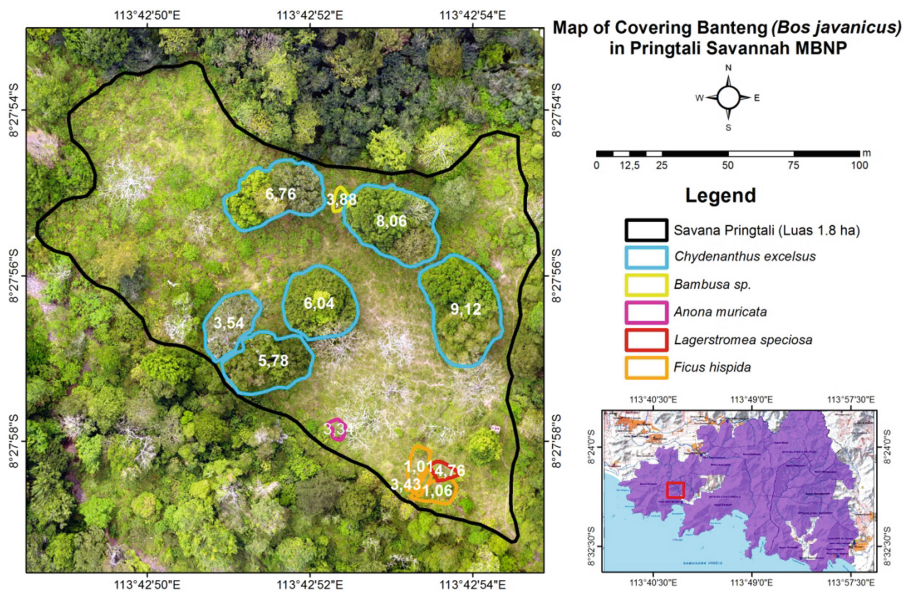 113°42'50"E 113°42'52"E 113°42'54"E
Map of Covering Banteng (Bos javanicus)
in Pringtali Savannah MBNP
N
W E
S
8°27'54"S 8°27'54"S
0 12,5 25 50 75 100
m
Legend
Savana Pringtali (Luas 1.8 ha)
Chydenanthus excelsus
Bambusa sp.
Anona muricata
Lagerstromea speciosa
Ficus hispida
6,76
3,88
8,06
8°27'56"S 8°27'56"S
6,04
9,12
3,54
5,78
8°27'58"S 8°27'58"S
1,01
4,76
3,43
1,06
113°42'50"E 113°42'52"E 113°42'54"E
113°40'30"E 113°49'0"E 113°57'30"E
8°24'0"S 8°24'0"S
8°32'30"S 8°32'30"S
113°40'30"E 113°49'0"E 113°57'30"E